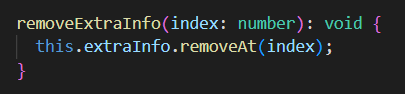 removeExtraInfo(index: number): void {
  this.extraInfo.removeAt(index);
}